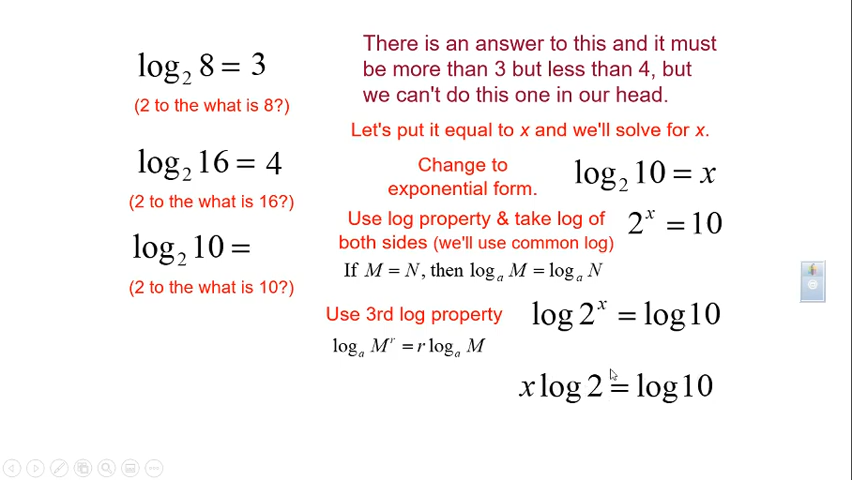 log₂ 8 = 3
(2 to the what is 8?)
log₂ 16 = 4
(2 to the what is 16?)
log₂ 10 =
(2 to the what is 10?)
There is an answer to this and it must
be more than 3 but less than 4, but
we can't do this one in our head.
Let's put it equal to x and we'll solve for x.
Change to
exponential form.
log₂ 10 = x
Use log property & take log of
both sides (we'll use common log)
2ˣ = 10
If M = N, then logₐ M = logₐ N
Use 3rd log property
log 2ˣ = log 10
logₐ Mʳ = r logₐ M
x log 2 = log 10